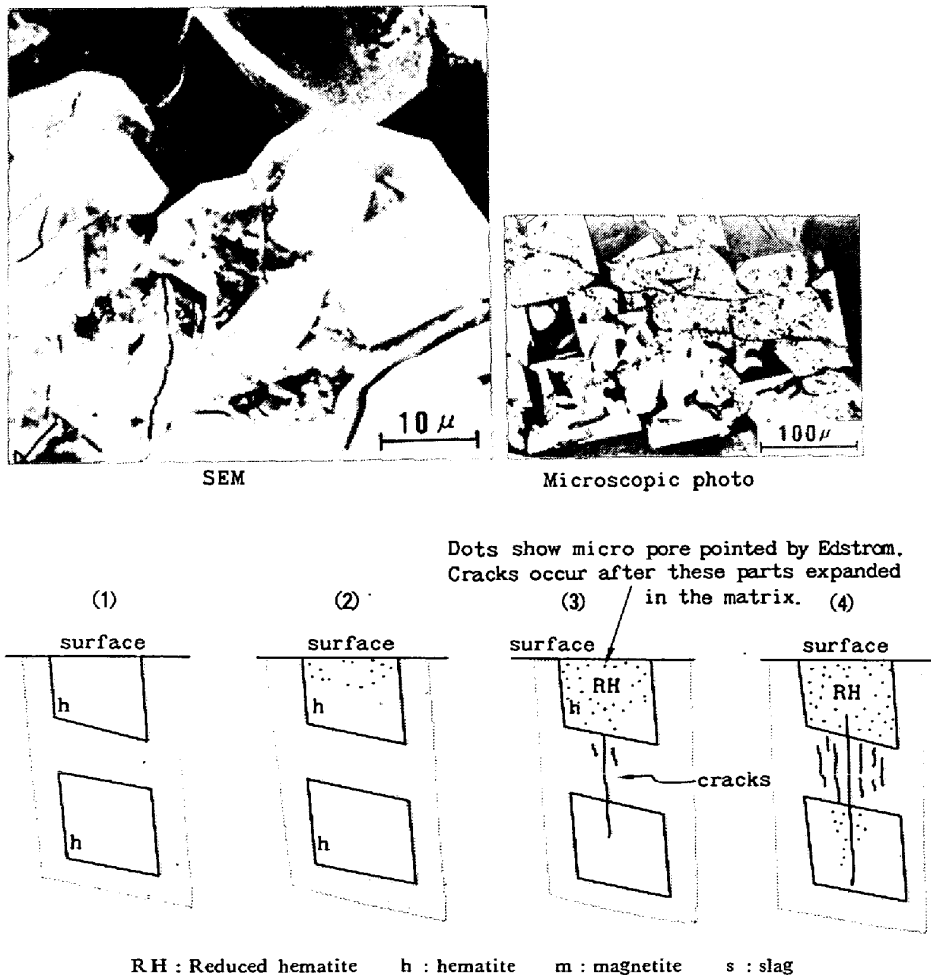 10 μ
100μ
SEM
Microscopic photo
Dots show micro pore pointed by Edstrom.
Cracks occur after these parts expanded
in the matrix.
(1)
(2)
(3)
(4)
surface
surface
surface
surface
h
h
h
h
RH
h
RH
cracks
RH : Reduced hematite h : hematite m : magnetite s : slag